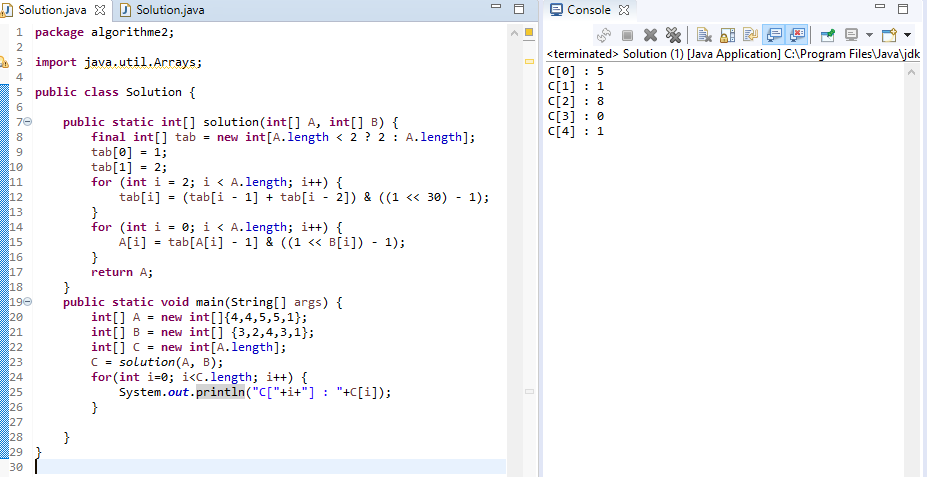 Solution.java Solution.java
1 package algorithme2;
2
3 import java.util.Arrays;
4
5 public class Solution {
6
7 public static int[] solution(int[] A, int[] B) {
8 final int[] tab = new int[A.length < 2 ? 2 : A.length];
9 tab[0] = 1;
10 tab[1] = 2;
11 for (int i = 2; i < A.length; i++) {
12 tab[i] = (tab[i - 1] + tab[i - 2]) & ((1 << 30) - 1);
13 }
14 for (int i = 0; i < A.length; i++) {
15 A[i] = tab[A[i] - 1] & ((1 << B[i]) - 1);
16 }
17 return A;
18 }
19 public static void main(String[] args) {
20 int[] A = new int[]{4,4,5,5,1};
21 int[] B = new int[] {3,2,4,3,1};
22 int[] C = new int[A.length];
23 C = solution(A, B);
24 for(int i=0; i<C.length; i++) {
25 System.out.println("C["+i+"] : "+C[i]);
26 }
27
28 }
29 }
30
Console
<terminated> Solution (1) [Java Application] C:\Program Files\Java\jdk
C[0] : 5
C[1] : 1
C[2] : 8
C[3] : 0
C[4] : 1